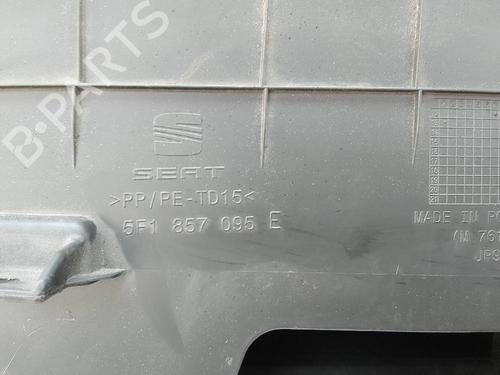 B-PARTS
SEAT
>PP/PE-TD15<
5F1 857 095 E
MADE IN PO